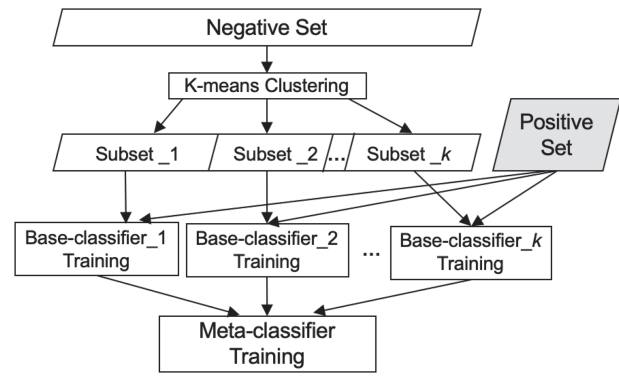 Negative Set
K-means Clustering
Positive
Set
Subset _1
Subset _2
...
Subset _k
Base-classifier_1
Training
Base-classifier_2
Training
...
Base-classifier_k
Training
Meta-classifier
Training